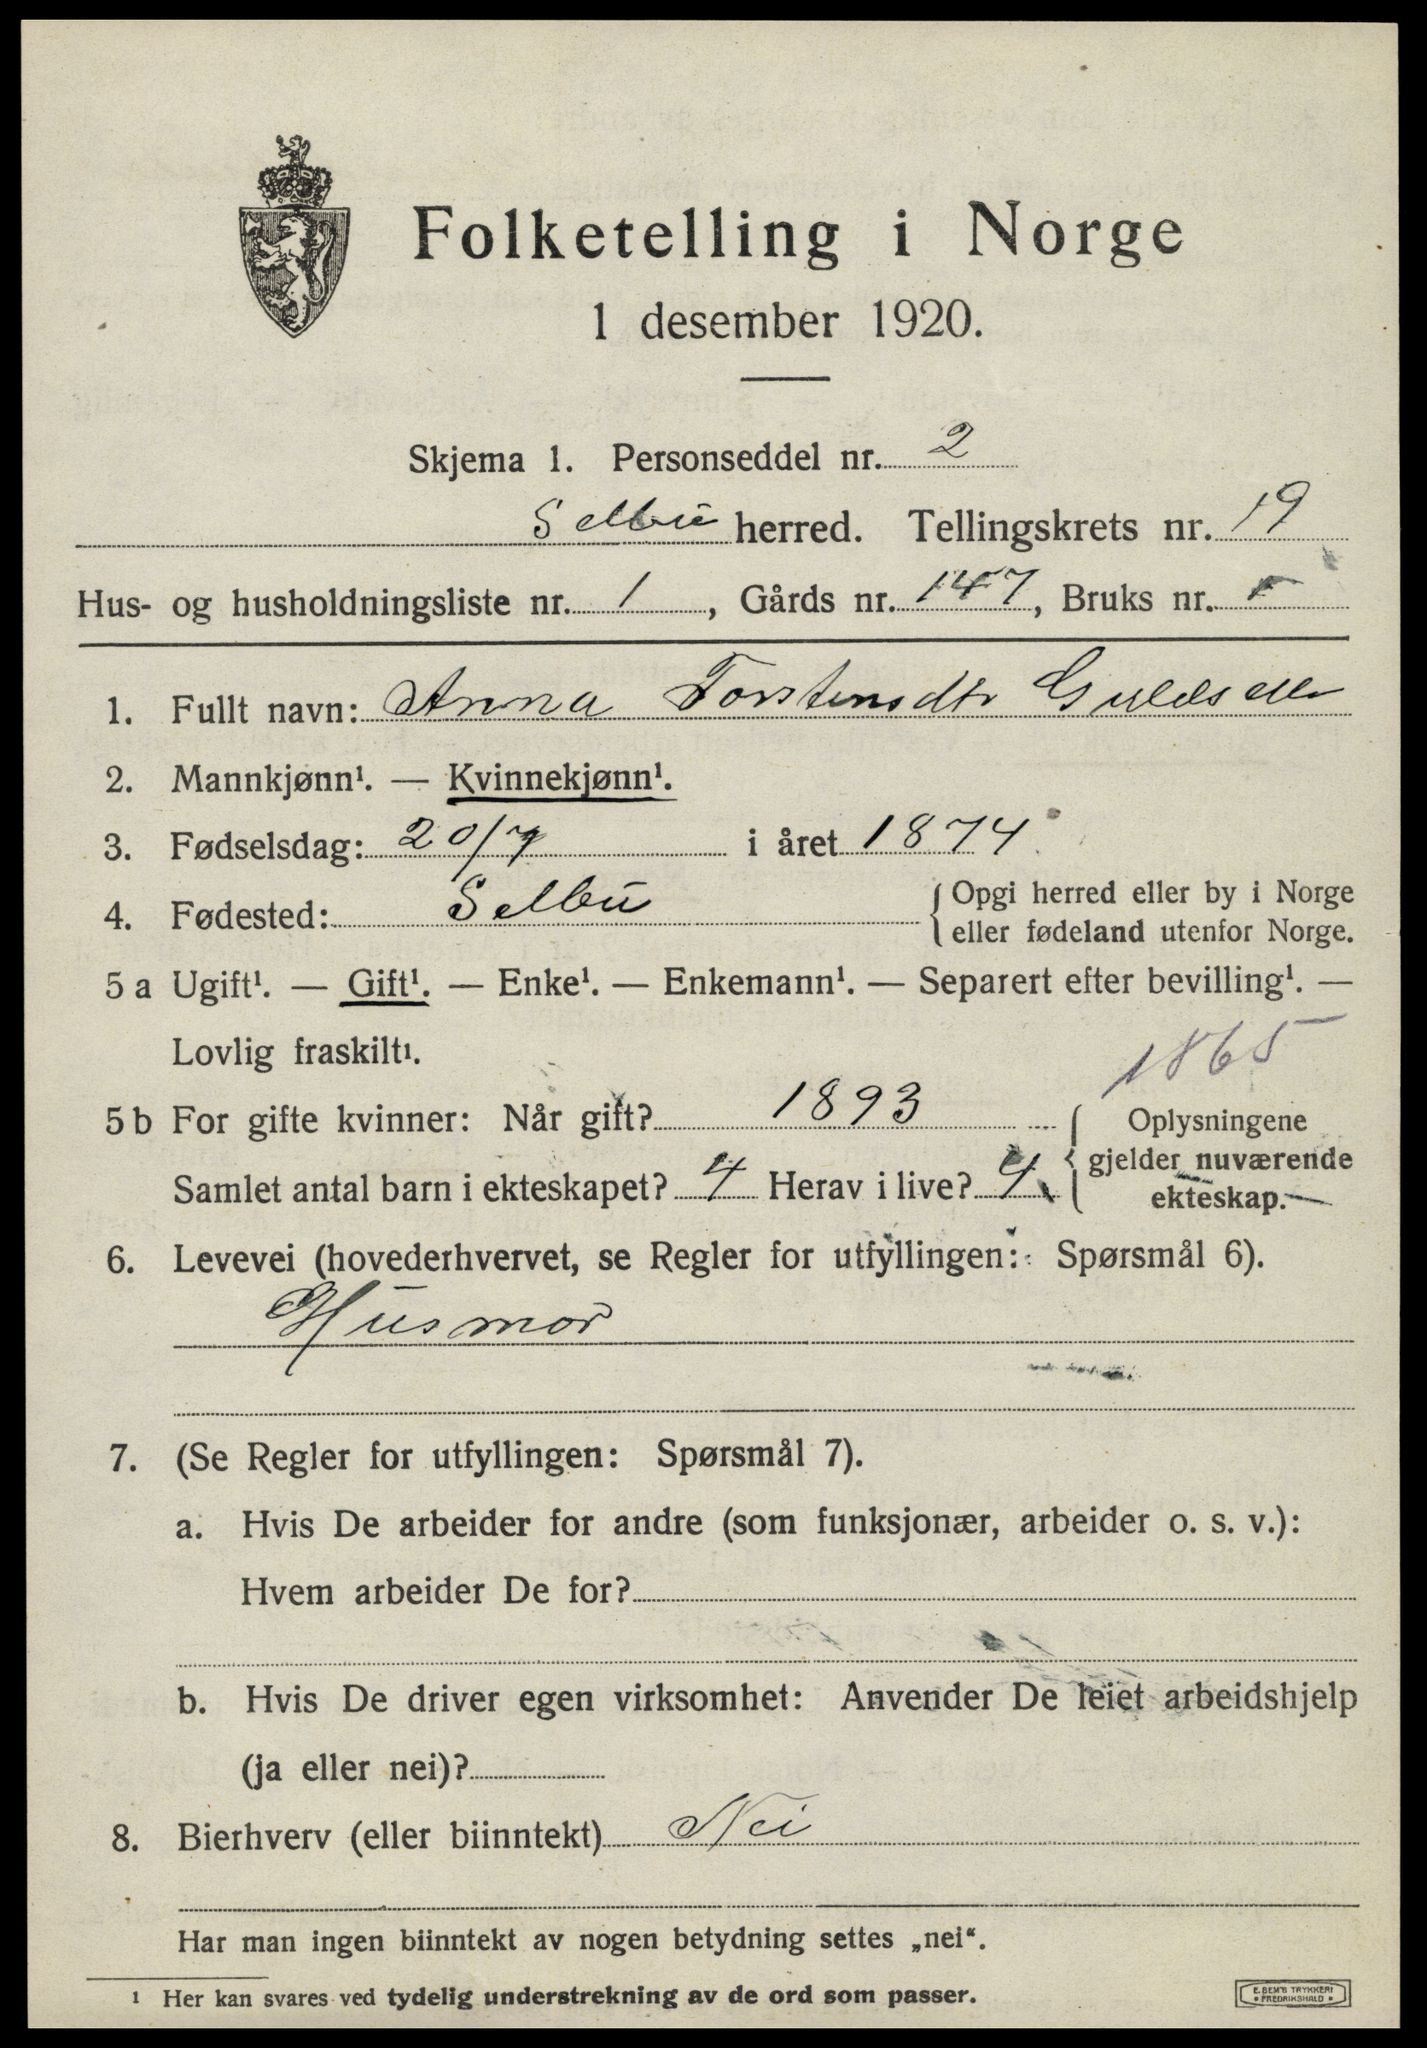 Folketelling i Norge
1 desember 1920.
Skjema 1. Personseddel nr. 2
Selbu herred. Tellingskrets nr. 19
Hus- og husholdningsliste nr. 1, Gårds nr. 147, Bruks nr.
1. Fullt navn: Anna Torstensdtr Guldseth
2. Mannkjønn¹. — Kvinnekjønn¹.
3. Fødselsdag: 20/7 i året 1874
4. Fødested: Selbu { Opgi herred eller by i Norge
eller fødeland utenfor Norge.
5 a Ugift¹. — Gift¹. — Enke¹. — Enkemann¹. — Separert efter bevilling¹. —
Lovlig fraskilt¹.
1865
5 b For gifte kvinner: Når gift? 1893 { Oplysningene
gjelder nuværende
Samlet antal barn i ekteskapet? 4 Herav i live? 4
ekteskap.
6. Levevei (hovederhvervet, se Regler for utfyllingen: Spørsmål 6).
Husmor
7. (Se Regler for utfyllingen: Spørsmål 7).
a. Hvis De arbeider for andre (som funksjonær, arbeider o. s. v.):
Hvem arbeider De for?
b. Hvis De driver egen virksomhet: Anvender De leiet arbeidshjelp
(ja eller nei)?
8. Bierhverv (eller biinntekt) Nei
Har man ingen biinntekt av nogen betydning settes „nei“.
¹ Her kan svares ved tydelig understrekning av de ord som passer.
E. BEM'S TRYKKERI
• FREDRIKSHALD •